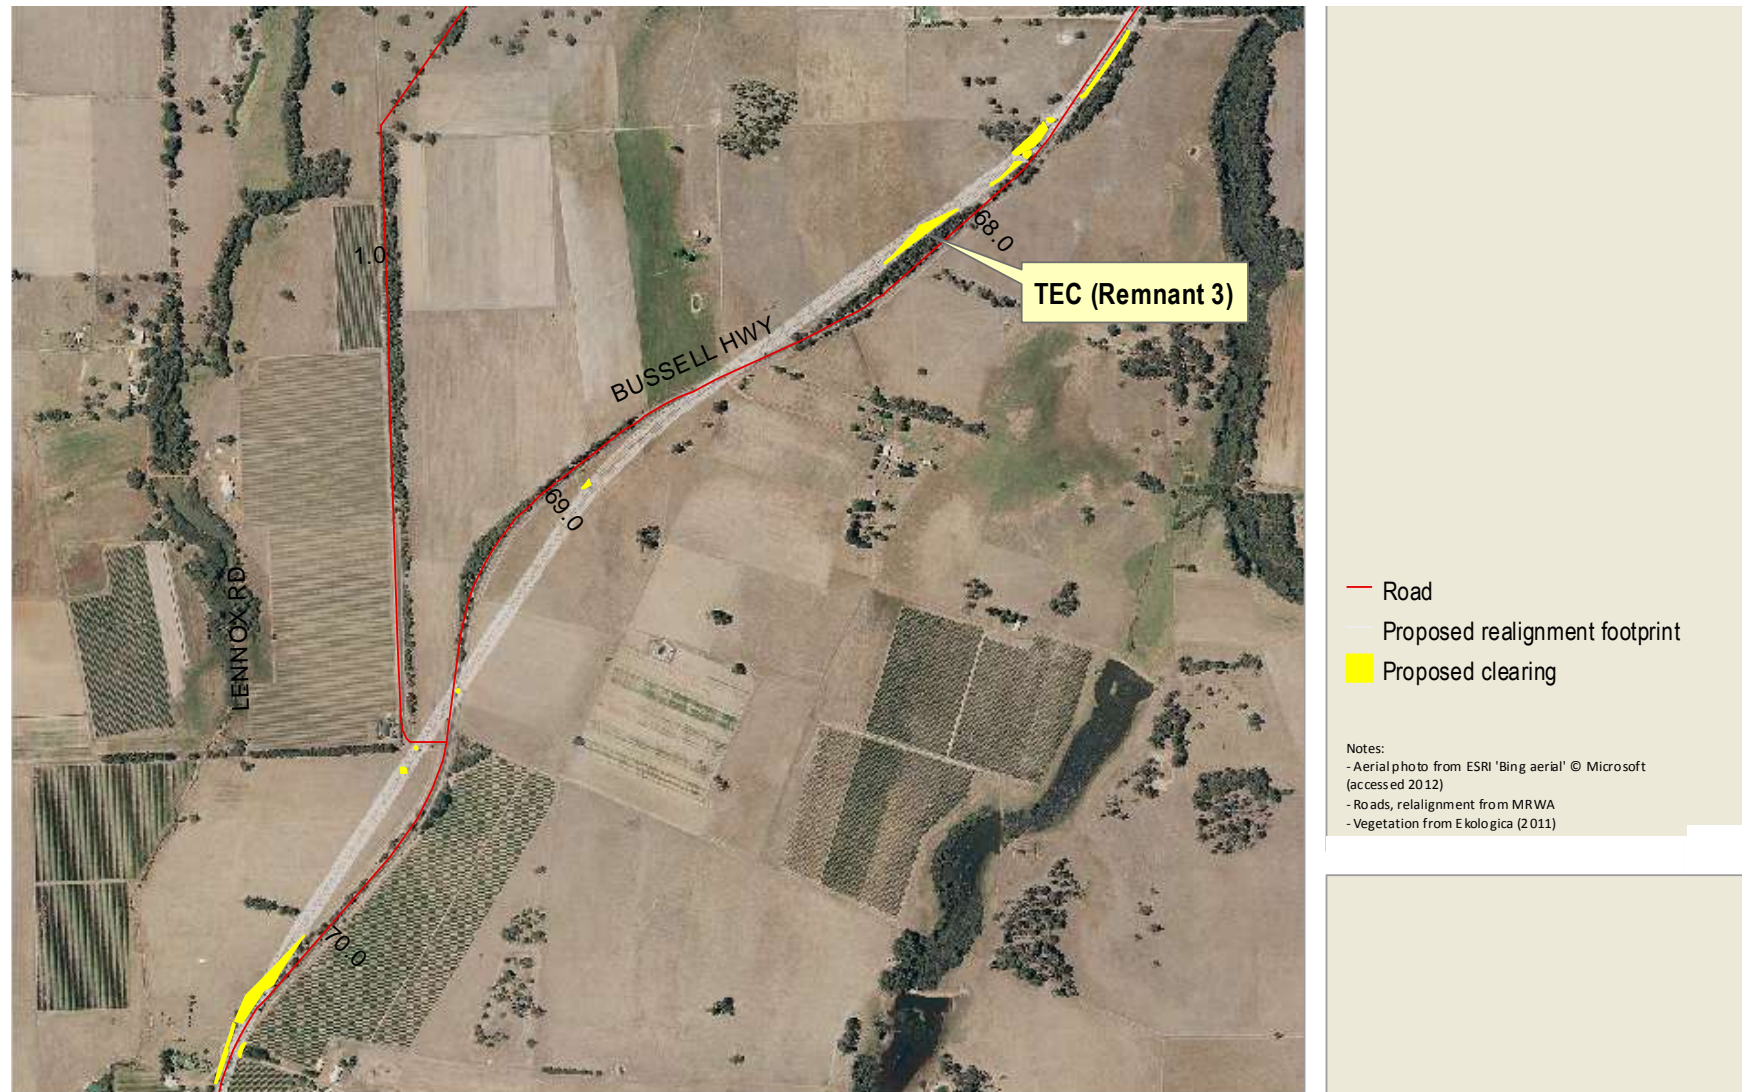 1.0
68.0
TEC (Remnant 3)
BUSSELL HWY
69.0
LENNOX RD
70.0
Road
Proposed realignment footprint
Proposed clearing
Notes:
- Aerial photo from ESRI 'Bing aerial' © Microsoft
(accessed 2012)
- Roads, relalignment from MRWA
- Vegetation from Ekologica (2011)